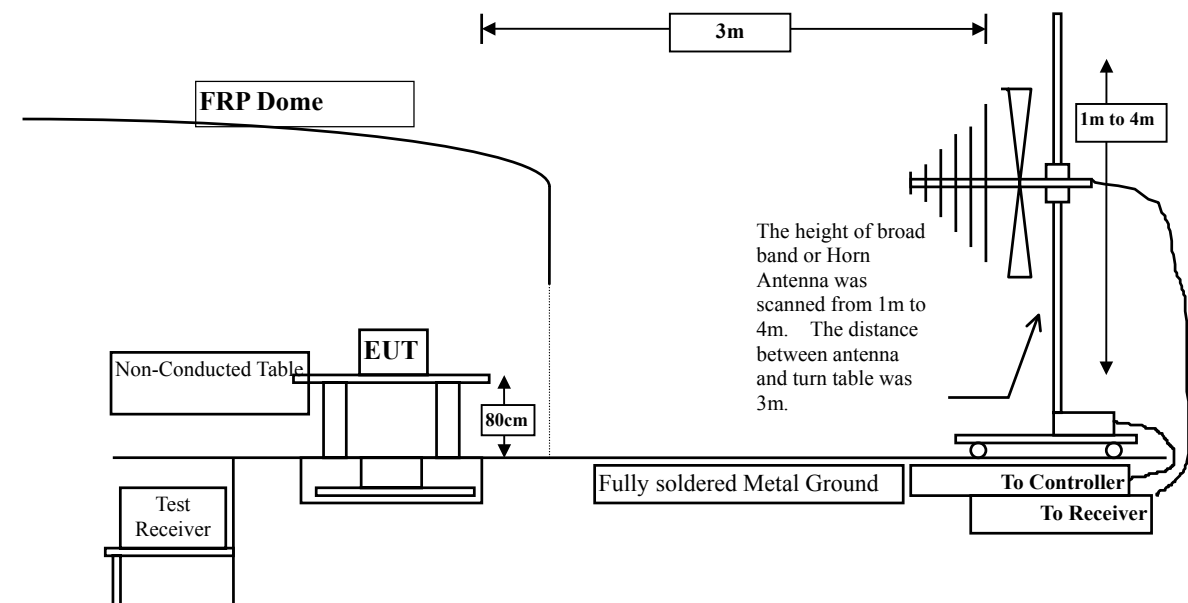 3m
FRP Dome
1m to 4m
The height of broad
band or Horn
Antenna was
scanned from 1m to
4m. The distance
between antenna
and turn table was
3m.
EUT
Non-Conducted Table
80cm
Fully soldered Metal Ground
To Controller
To Receiver
Test
Receiver